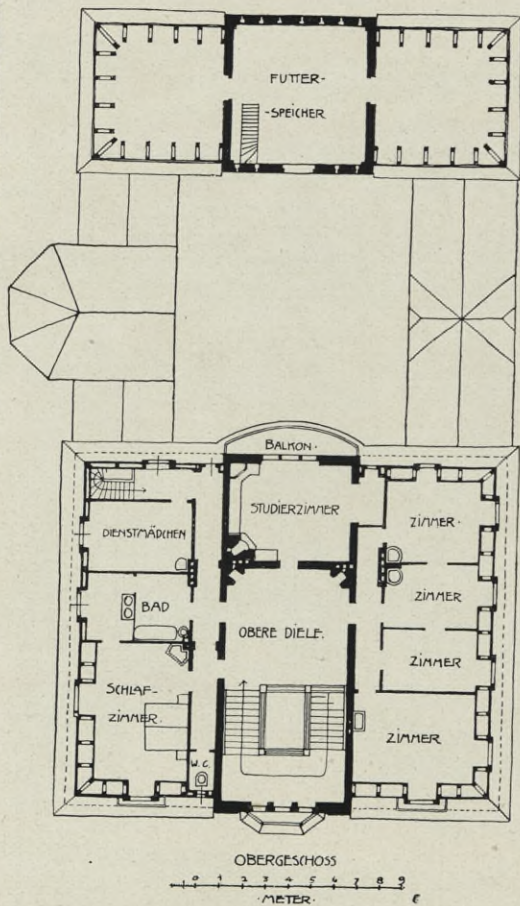 FUTTER-
-SPEICHER
BALKON·
STUDIERZIMMER
ZIMMER·
DIENSTMÄDCHEN
BAD
ZIMMER
OBERE DIELE.
ZIMMER
SCHLAF-
ZIMMER.
ZIMMER
W.C.
OBERGESCHOSS
0 1 2 3 4 5 6 7 8 9
·METER·